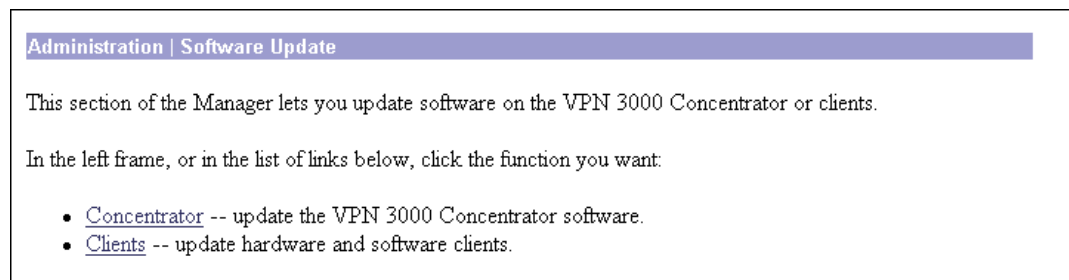 Administration | Software Update
This section of the Manager lets you update software on the VPN 3000 Concentrator or clients.
In the left frame, or in the list of links below, click the function you want:
• Concentrator -- update the VPN 3000 Concentrator software.
• Clients -- update hardware and software clients.